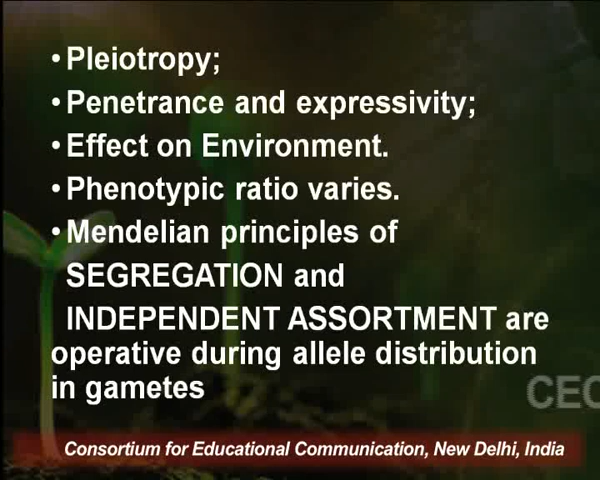 • Pleiotropy;
• Penetrance and expressivity;
• Effect on Environment.
• Phenotypic ratio varies.
• Mendelian principles of
SEGREGATION and
INDEPENDENT ASSORTMENT are
operative during allele distribution
in gametes
CEC
Consortium for Educational Communication, New Delhi, India